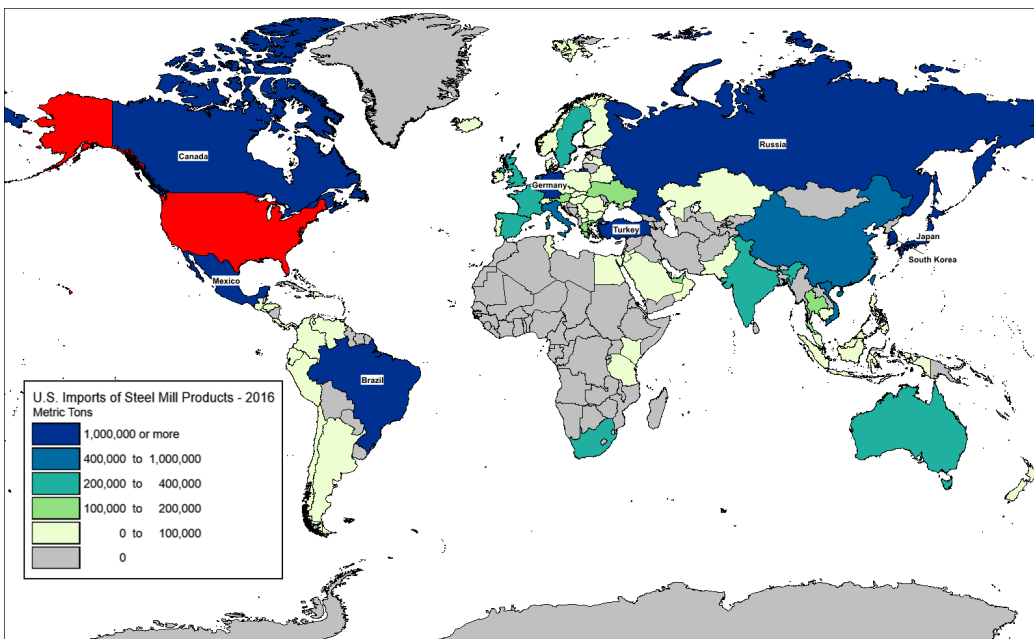 Canada
Russia
Germany
Turkey
Japan
South Korea
Mexico
Brazil
U.S. Imports of Steel Mill Products - 2016
Metric Tons
1,000,000 or more
400,000 to 1,000,000
200,000 to 400,000
100,000 to 200,000
0 to 100,000
0